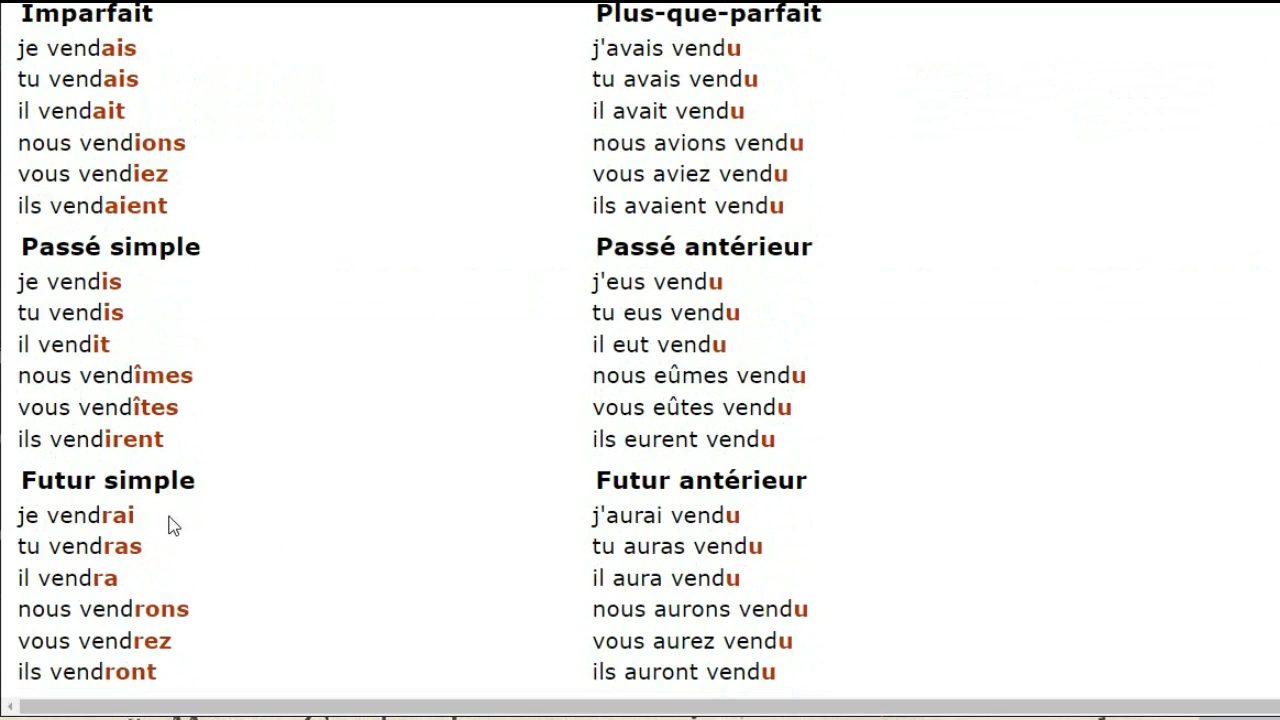 Imparfait
je vendais
tu vendais
il vendait
nous vendions
vous vendiez
ils vendaient
Passé simple
je vendis
tu vendis
il vendit
nous vendîmes
vous vendîtes
ils vendirent
Futur simple
je vendrai
tu vendras
il vendra
nous vendrons
vous vendrez
ils vendront
Plus-que-parfait
j'avais vendu
tu avais vendu
il avait vendu
nous avions vendu
vous aviez vendu
ils avaient vendu
Passé antérieur
j'eus vendu
tu eus vendu
il eut vendu
nous eûmes vendu
vous eûtes vendu
ils eurent vendu
Futur antérieur
j'aurai vendu
tu auras vendu
il aura vendu
nous aurons vendu
vous aurez vendu
ils auront vendu